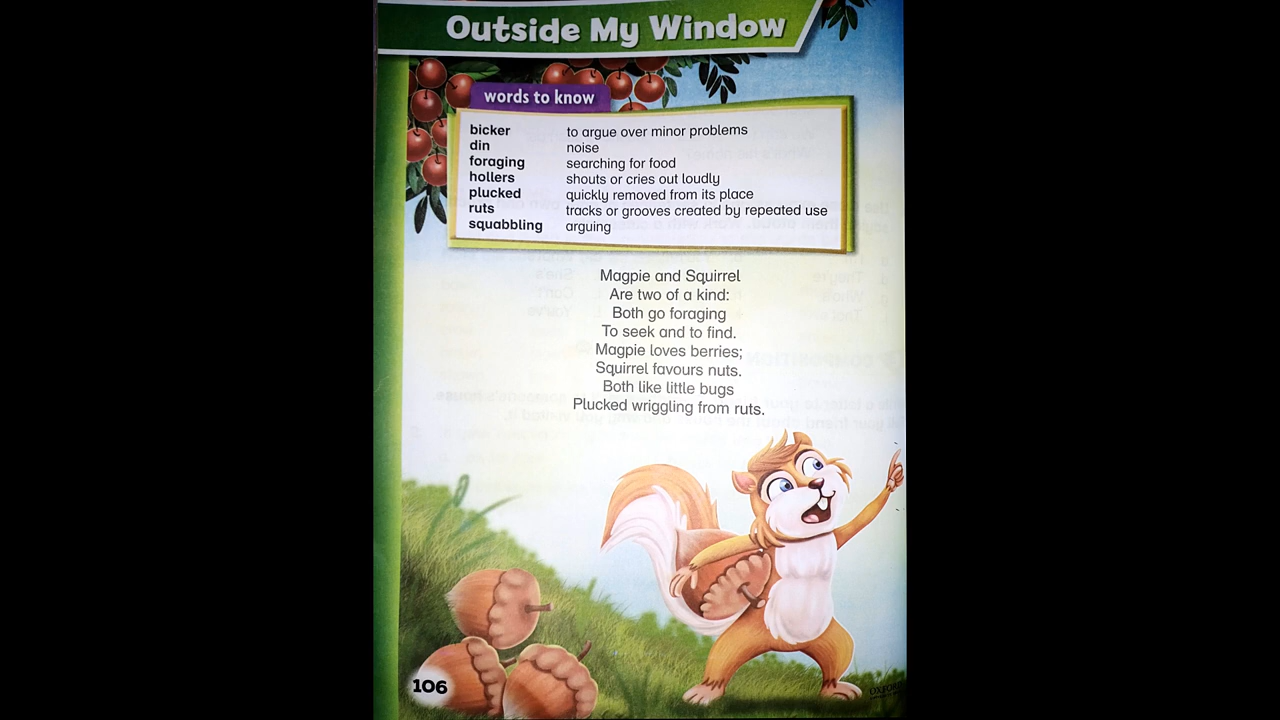 Outside My Window
words to know
bicker to argue over minor problems
din noise
foraging searching for food
hollers shouts or cries out loudly
plucked quickly removed from its place
ruts tracks or grooves created by repeated use
squabbling arguing
Magpie and Squirrel
Are two of a kind:
Both go foraging
To seek and to find.
Magpie loves berries;
Squirrel favours nuts.
Both like little bugs
Plucked wriggling from ruts.
106
OXFORD